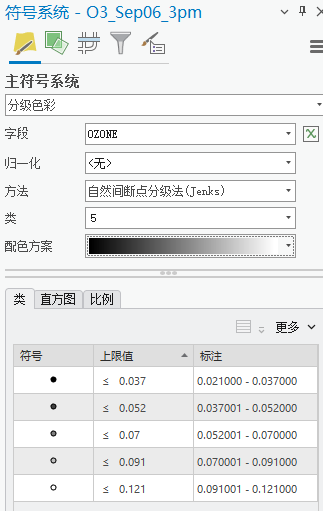 符号系统 - O3_Sep06_3pm
主符号系统
分级色彩
字段 OZONE
归一化 <无>
方法 自然间断点分级法(Jenks)
类 5
配色方案
类 直方图 比例
更多
符号 上限值 标注
≤ 0.037 0.021000 - 0.037000
≤ 0.052 0.037001 - 0.052000
≤ 0.07 0.052001 - 0.070000
≤ 0.091 0.070001 - 0.091000
≤ 0.121 0.091001 - 0.121000